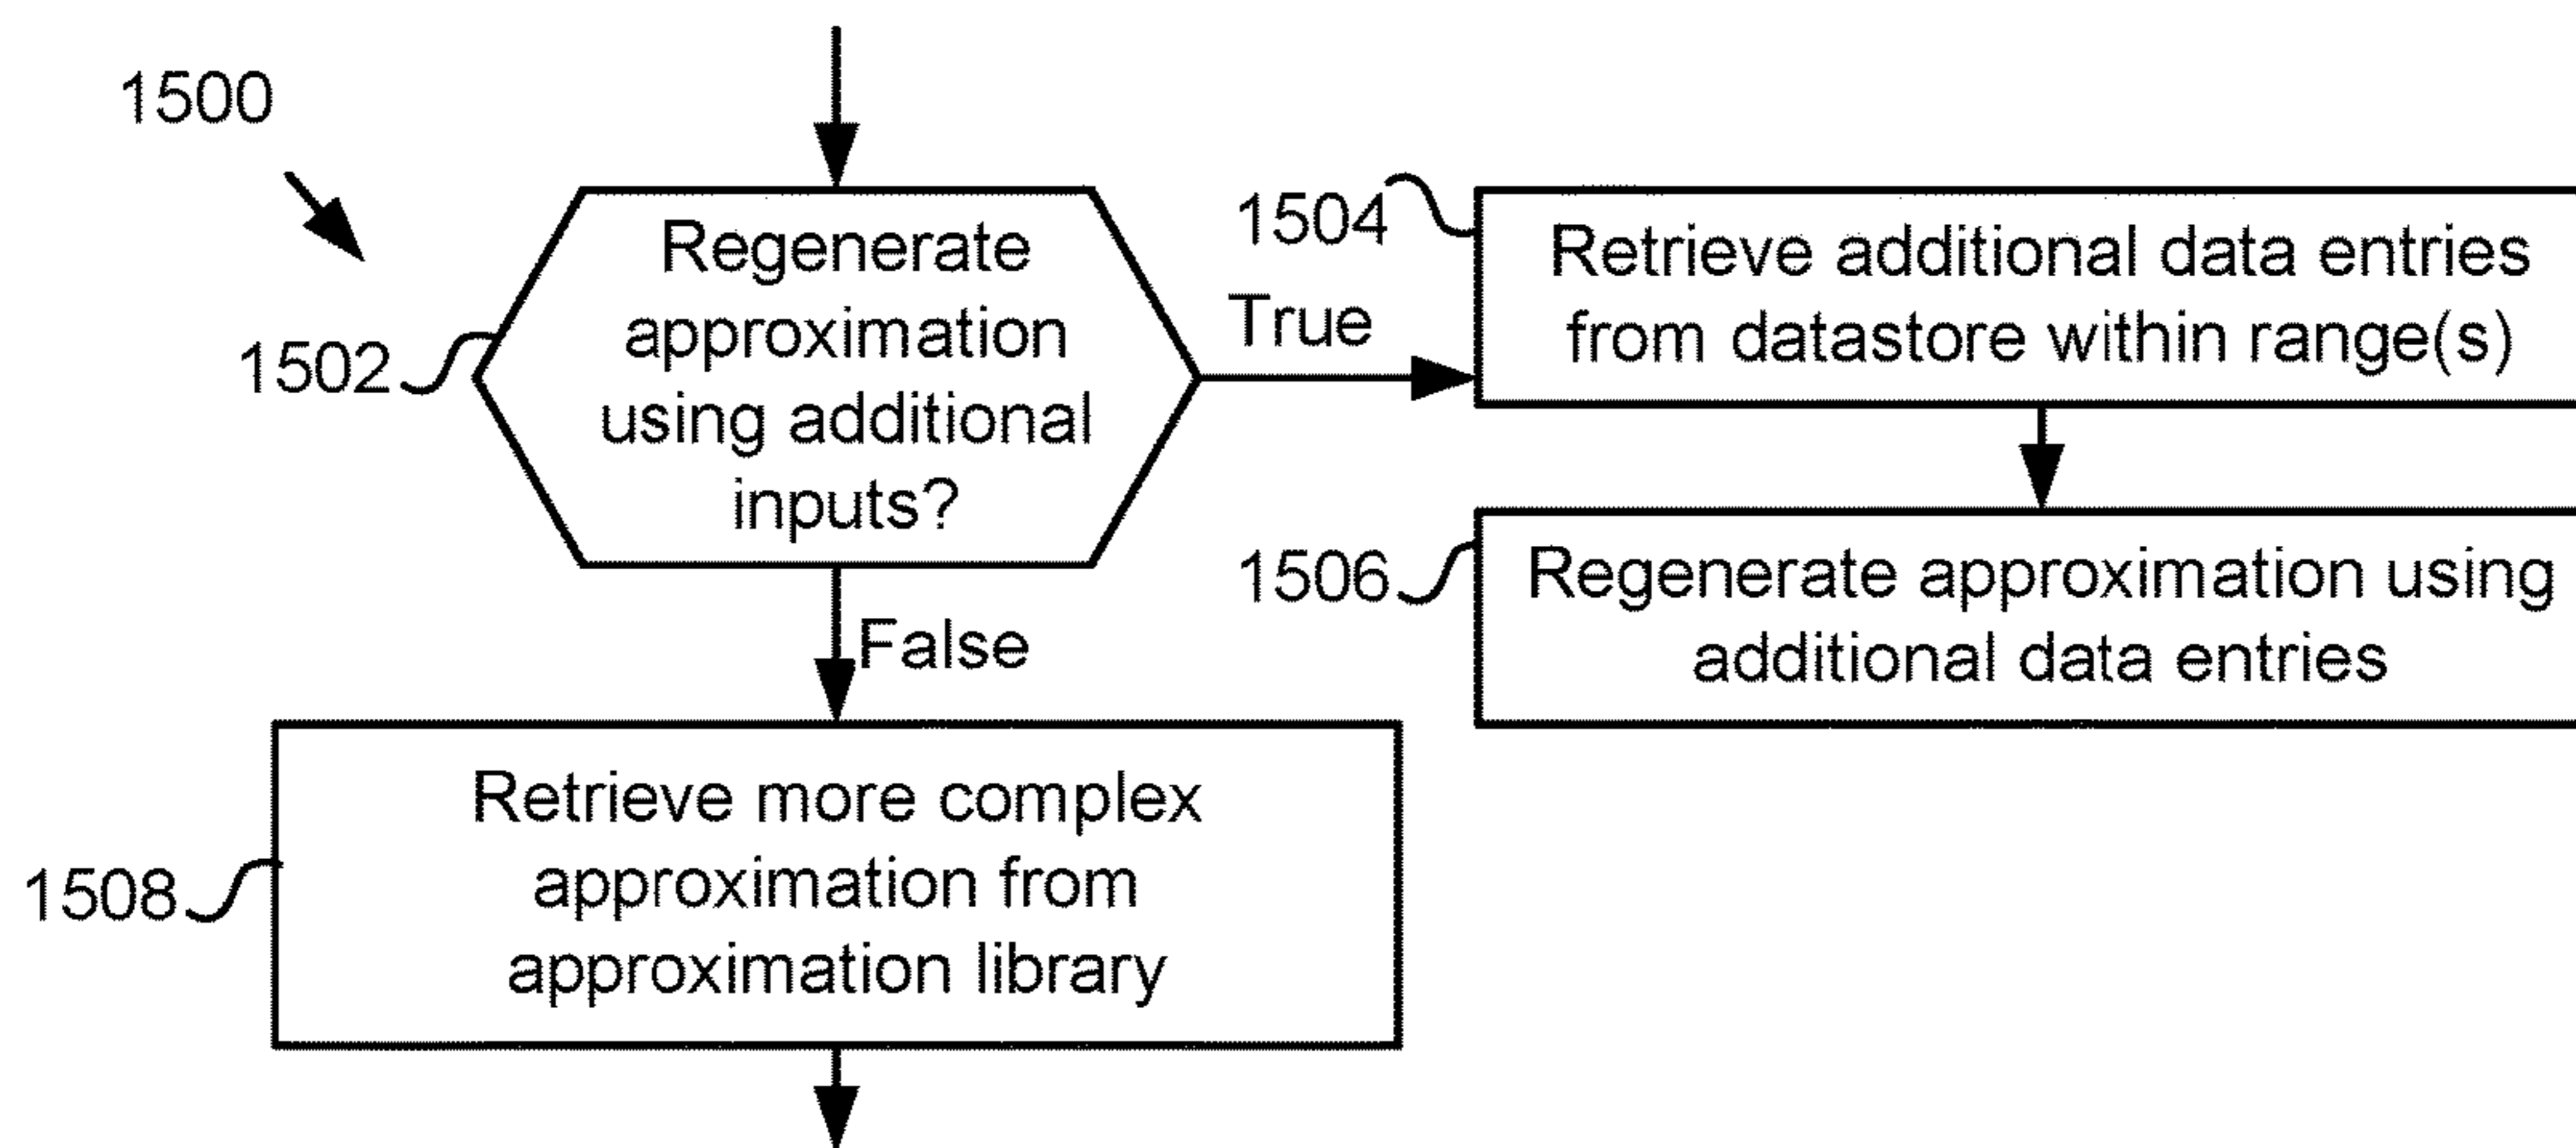 1500
1502
Regenerate
approximation
using additional
inputs?
True
1504
Retrieve additional data entries
from datastore within range(s)
1506
Regenerate approximation using
additional data entries
False
1508
Retrieve more complex
approximation from
approximation library